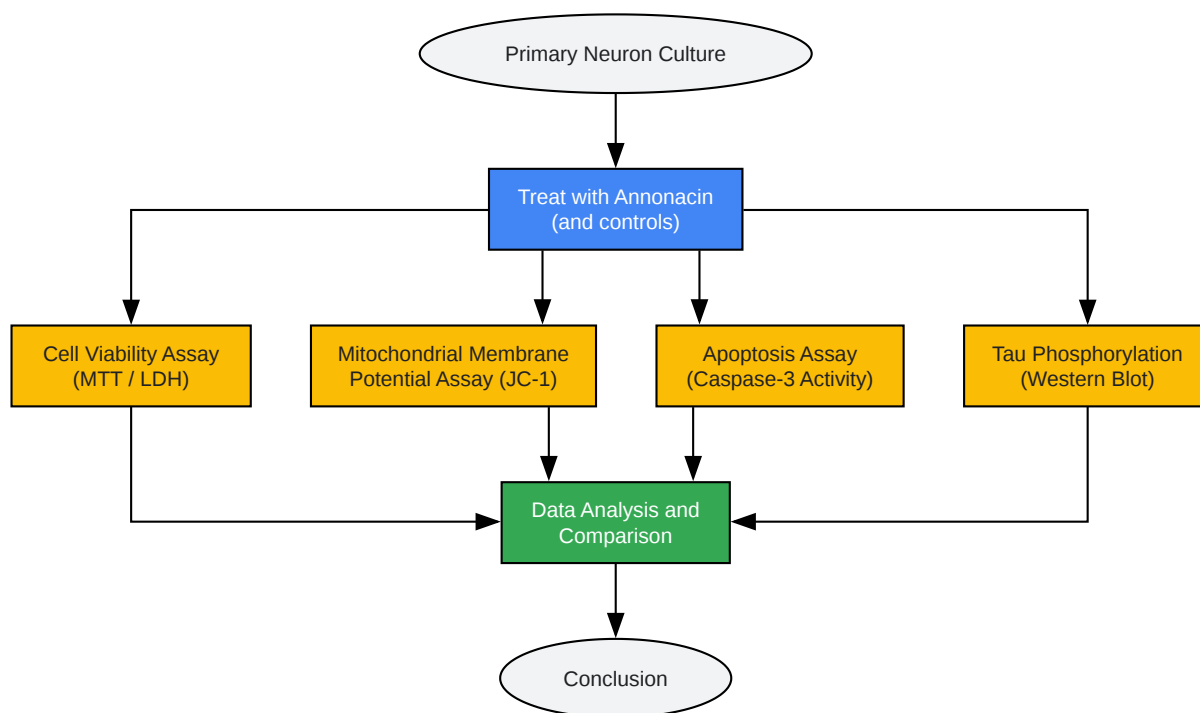 Primary Neuron Culture
Treat with Annonacin
(and controls)
Cell Viability Assay
(MTT / LDH)
Mitochondrial Membrane
Potential Assay (JC-1)
Apoptosis Assay
(Caspase-3 Activity)
Tau Phosphorylation
(Western Blot)
Data Analysis and
Comparison
Conclusion